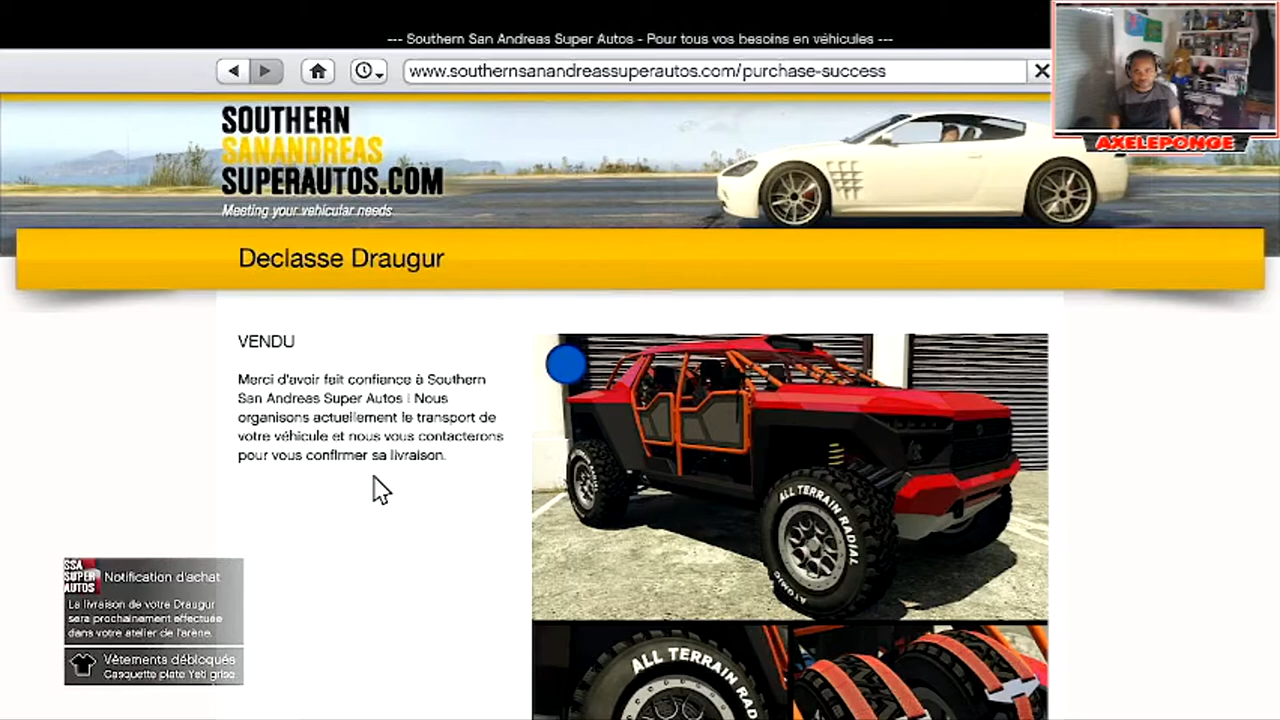 --- Southern San Andreas Super Autos - Pour tous vos besoins en véhicules ---
www.southernsanandreassuperautos.com/purchase-success
AXELEPONGE
SOUTHERN
SANANDREAS
SUPERAUTOS.COM
Meeting your vehicular needs
Declasse Draugur
VENDU
Merci d'avoir fait confiance à Southern
San Andreas Super Autos ! Nous
organisons actuellement le transport de
votre véhicule et nous vous contacterons
pour vous confirmer sa livraison.
ALL TERRAIN RADIAL
ATOMIC
SSA
SUPER
AUTOS
Notification d'achat
La livraison de votre Draugur
sera prochainement effectuée
dans votre atelier de l'arène.
Vêtements débloqués
Casquette plate Yeti grise
ALL TERRAIN RAD